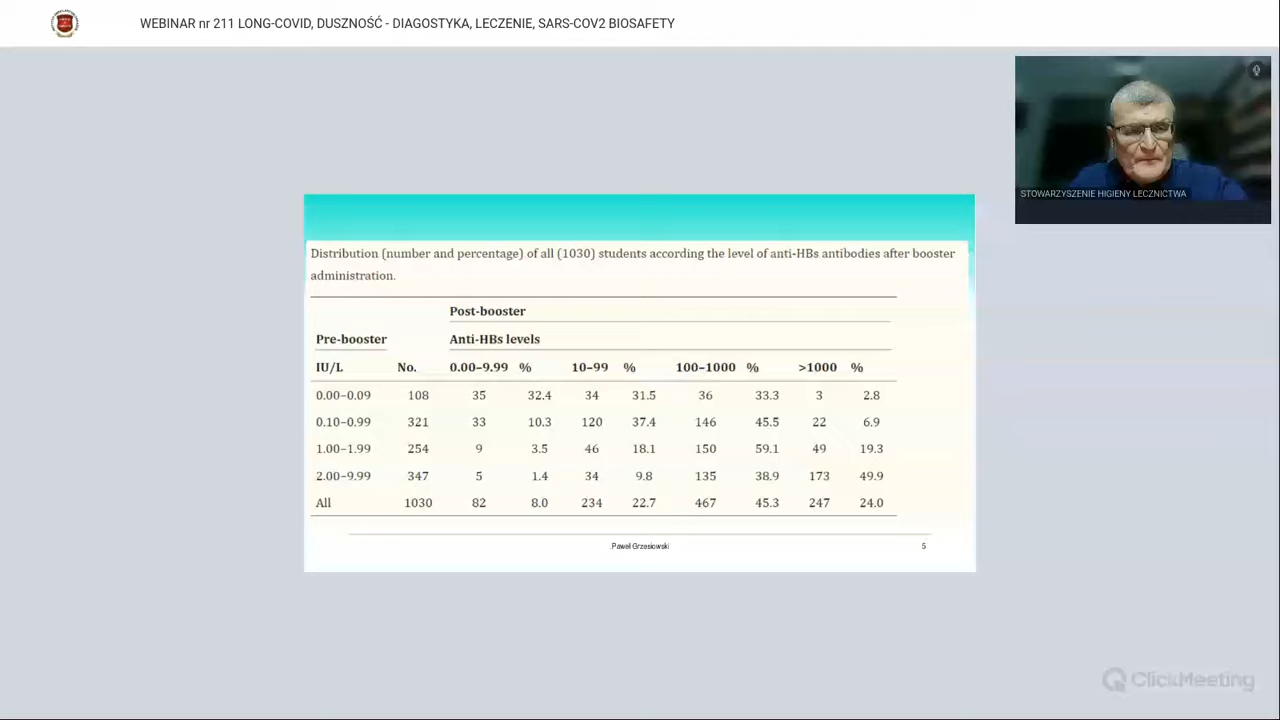 WEBINAR nr 211 LONG-COVID, DUSZNOŚĆ - DIAGOSTYKA, LECZENIE, SARS-COV2 BIOSAFETY
STOWARZYSZENIE HIGIENY LECZNICTWA
Distribution (number and percentage) of all (1030) students according the level of anti-HBs antibodies after booster
administration.
Post-booster
Pre-booster Anti-HBs levels
IU/L No. 0.00–9.99 % 10–99 % 100–1000 % >1000 %
0.00–0.09 108 35 32.4 34 31.5 36 33.3 3 2.8
0.10–0.99 321 33 10.3 120 37.4 146 45.5 22 6.9
1.00–1.99 254 9 3.5 46 18.1 150 59.1 49 19.3
2.00–9.99 347 5 1.4 34 9.8 135 38.9 173 49.9
All 1030 82 8.0 234 22.7 467 45.3 247 24.0
Paweł Grzesiowski 5
ClickMeeting